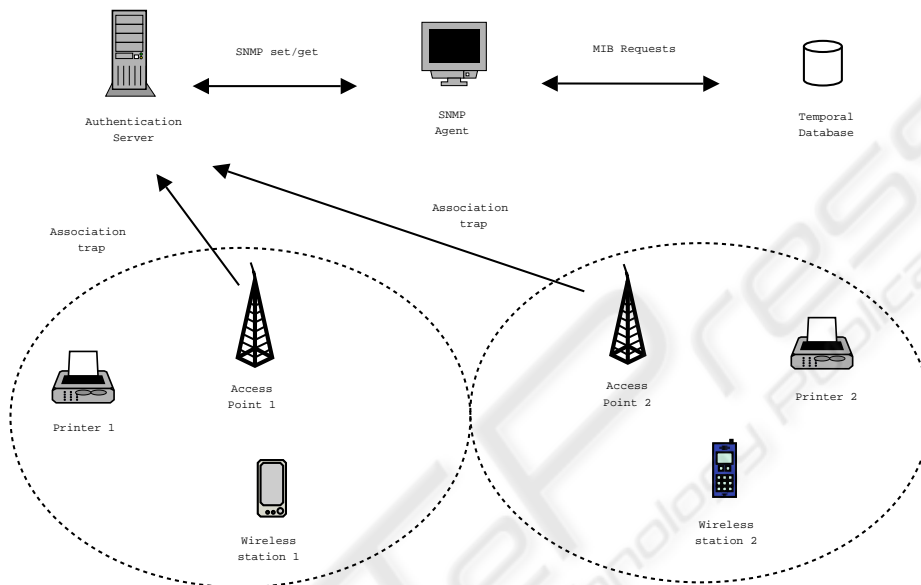 SNMP set/get
MIB Requests
Authentication
Server
SNMP
Agent
Temporal
Database
Association
trap
Association
trap
Access
Point 1
Printer 1
Access
Point 2
Printer 2
Wireless
station 1
Wireless
station 2